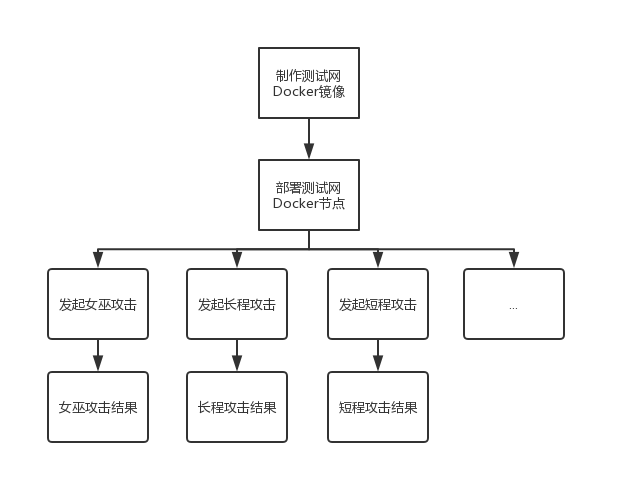 制作测试网
Docker镜像
部署测试网
Docker节点
发起女巫攻击
发起长程攻击
发起短程攻击
...
女巫攻击结果
长程攻击结果
短程攻击结果